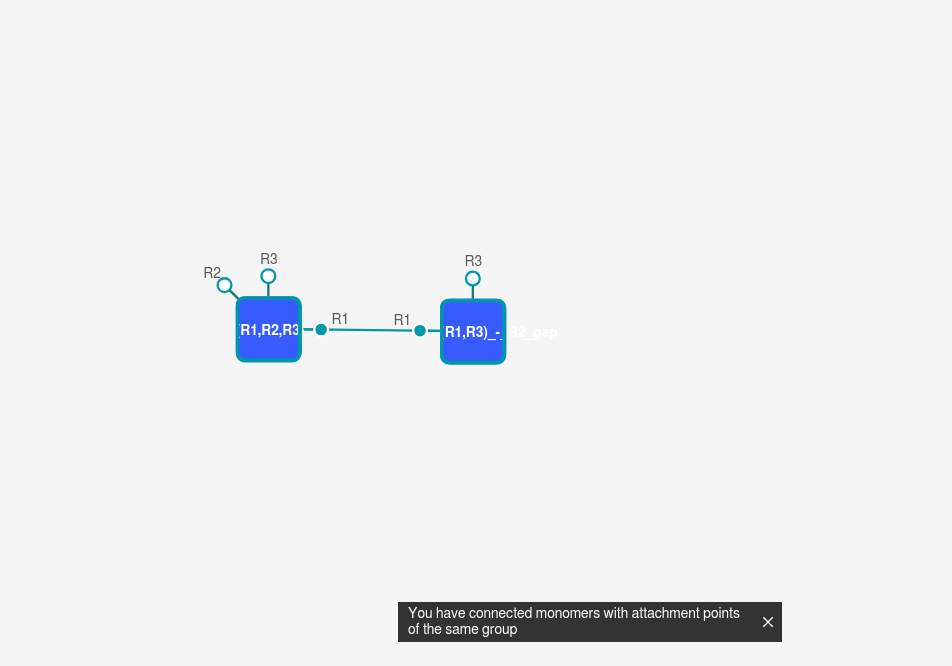 R3
R3
R2
R1
R1
R1,R2,R3
R1,R3)_-_R2_gap
You have connected monomers with attachment points
of the same group